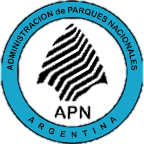 ADMINISTRACIÓN de PARQUES NACIONALES
APN
ARGENTINA